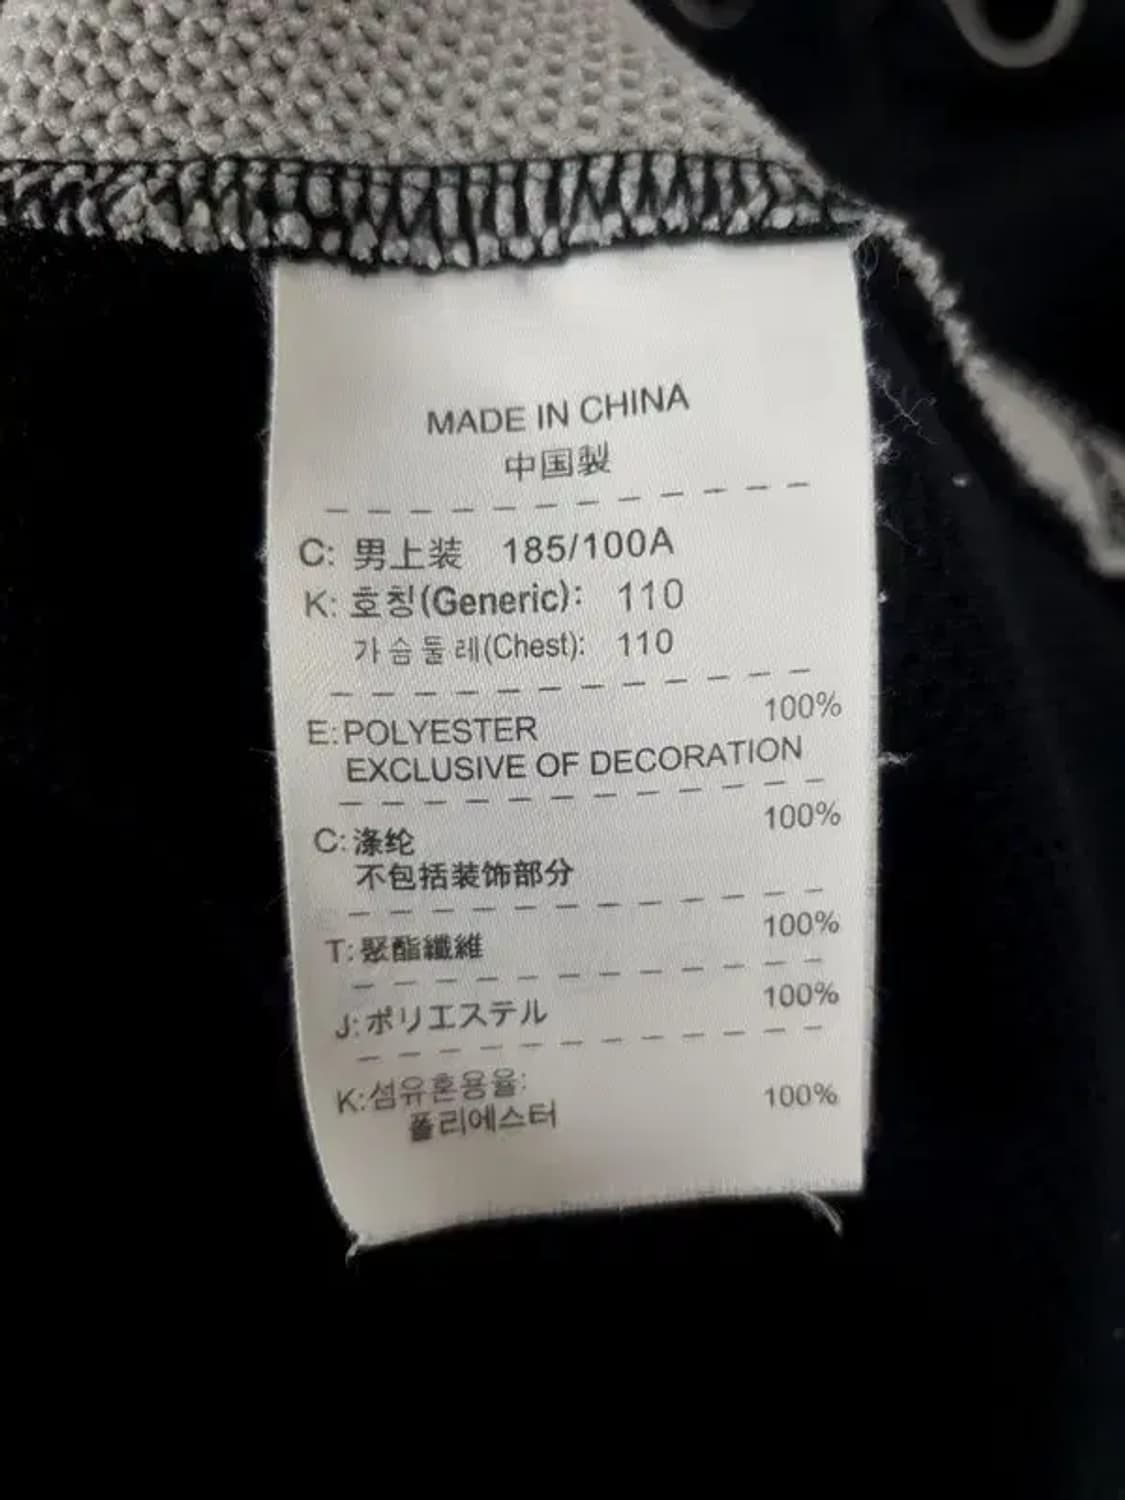 MADE IN CHINA
中国製
C: 男上装 185/100A
K: 호칭(Generic): 110
가슴둘레(Chest): 110
E:POLYESTER 100%
EXCLUSIVE OF DECORATION
C:涤纶 100%
不包括装饰部分
T:聚酯纖維 100%
J:ポリエステル 100%
K:섬유혼용율:
폴리에스터 100%